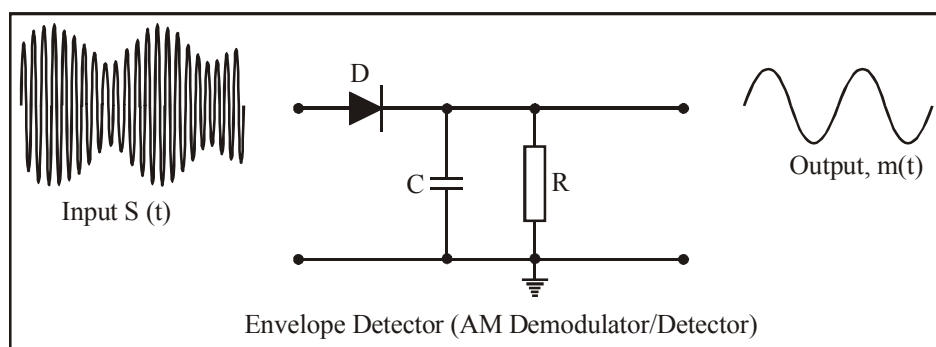 D
C
R
Input S (t)
Output, m(t)
Envelope Detector (AM Demodulator/Detector)